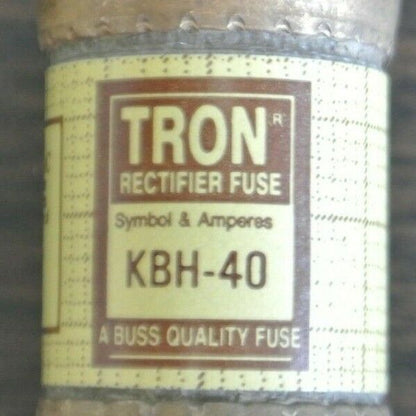 TRON®
RECTIFIER FUSE
Symbol & Amperes
KBH-40
A BUSS QUALITY FUSE